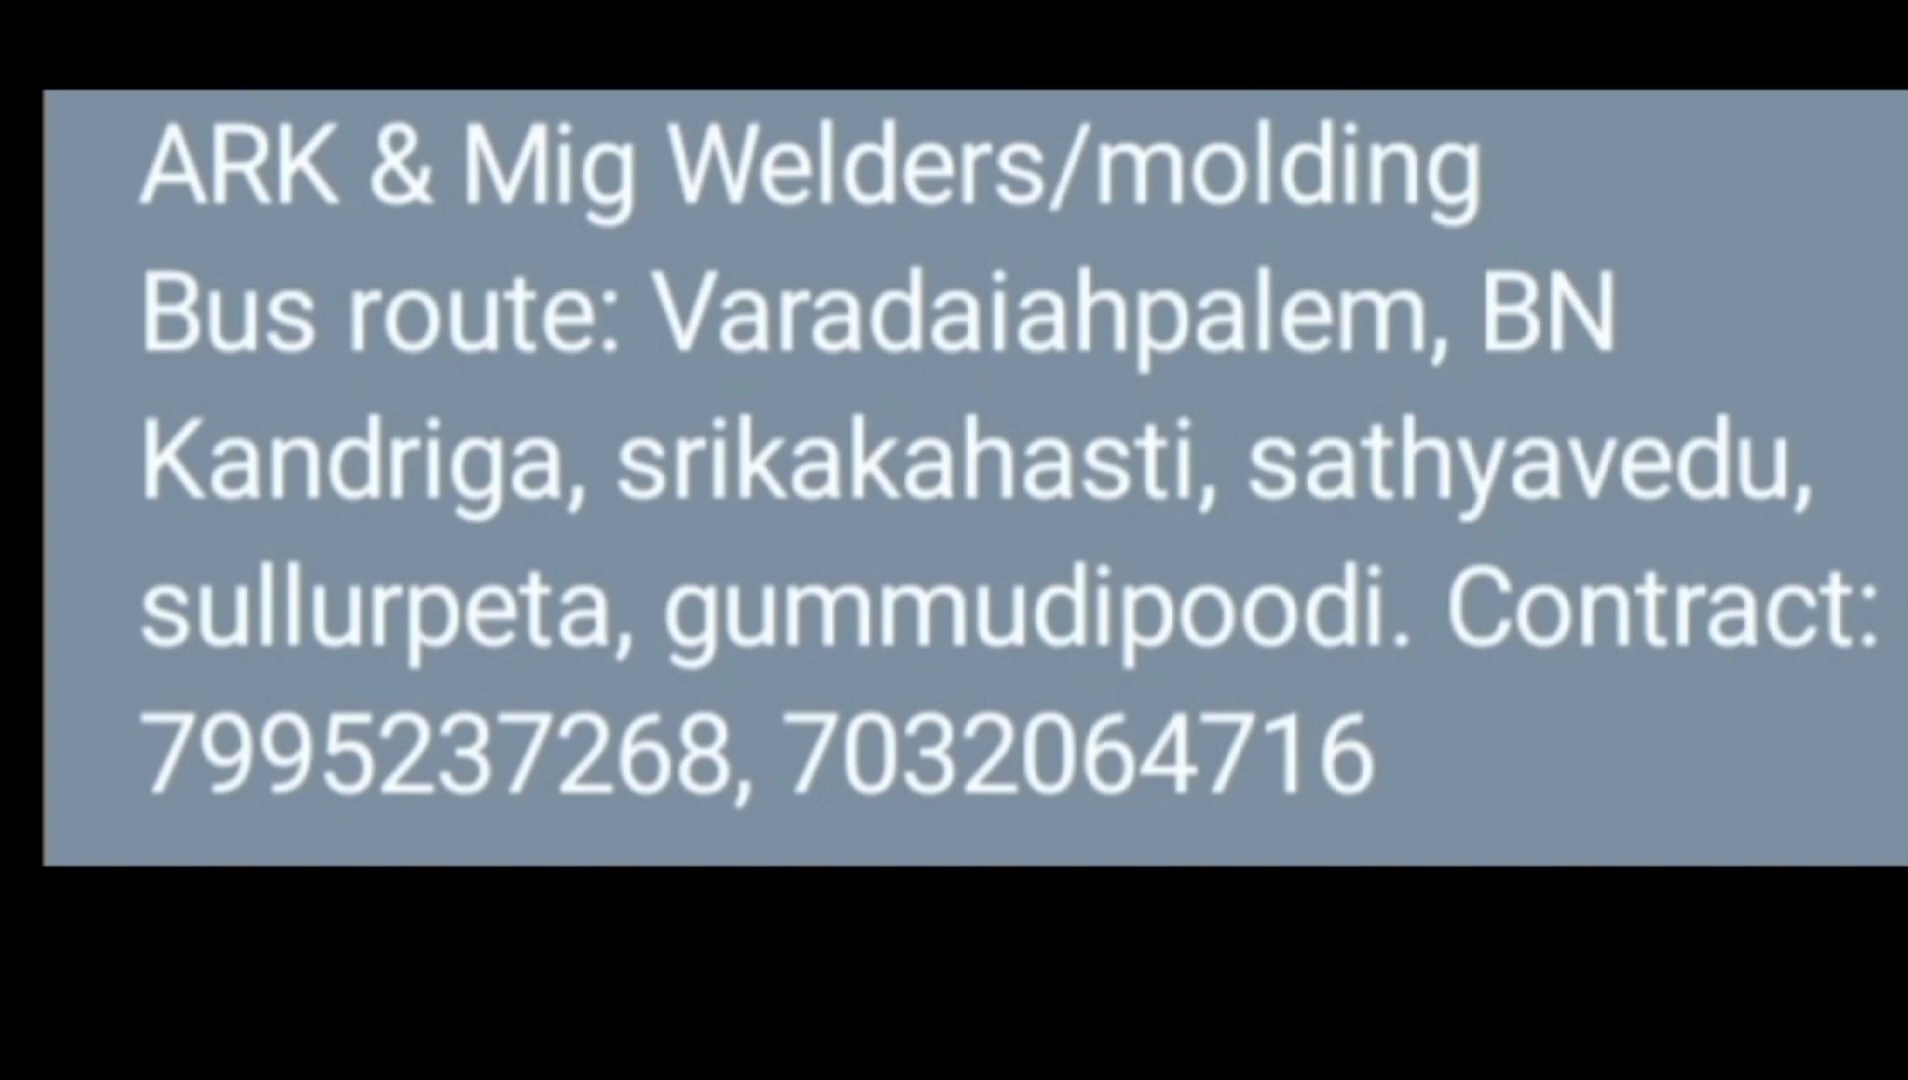 ARK & Mig Welders/molding
Bus route: Varadaiahpalem, BN
Kandriga, srikakahasti, sathyavedu,
sullurpeta, gummudipoodi. Contract:
7995237268, 7032064716